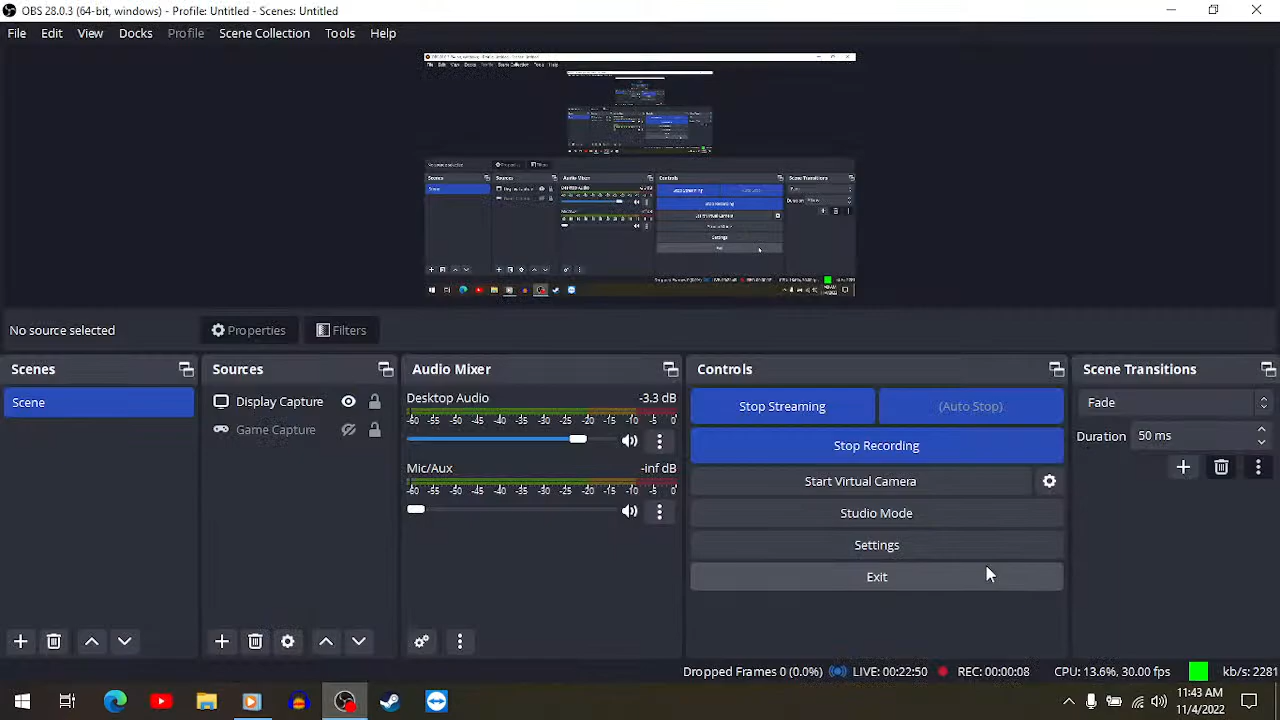 OBS 28.0.3 (64-bit, windows) - Profile: Untitled - Scenes: Untitled
File Edit View Docks Profile Scene Collection Tools Help
No source selected Properties Filters
Scenes
Scene
Sources
Display Capture
Game Capture
Audio Mixer
Desktop Audio -3.3 dB
-60 -55 -50 -45 -40 -35 -30 -25 -20 -15 -10 -5 0
Mic/Aux -inf dB
-60 -55 -50 -45 -40 -35 -30 -25 -20 -15 -10 -5 0
Controls
Stop Streaming (Auto Stop)
Stop Recording
Start Virtual Camera
Studio Mode
Settings
Exit
Scene Transitions
Fade
Duration 50 ms
Dropped Frames 0 (0.0%) LIVE: 00:22:50 REC: 00:00:08 CPU: 13.6%, 30.00 fps kb/s: 2281
11:43 AM
11/4/2022